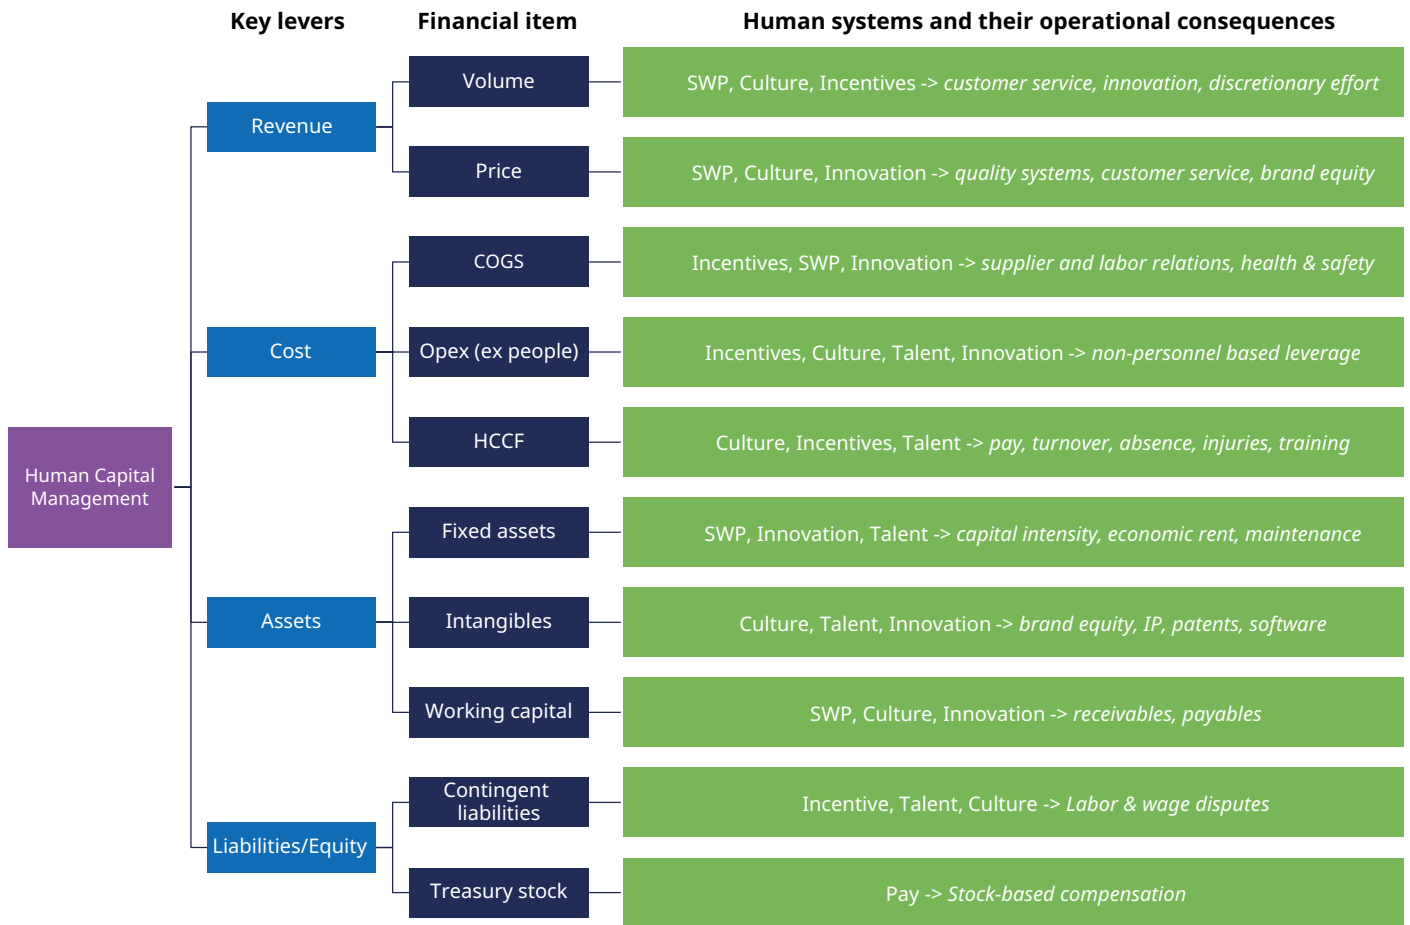 Key levers
Financial item
Human systems and their operational consequences
Human Capital
Management
Revenue
Volume
SWP, Culture, Incentives -> customer service, innovation, discretionary effort
Price
SWP, Culture, Innovation -> quality systems, customer service, brand equity
Cost
COGS
Incentives, SWP, Innovation -> supplier and labor relations, health & safety
Opex (ex people)
Incentives, Culture, Talent, Innovation -> non-personnel based leverage
HCCF
Culture, Incentives, Talent -> pay, turnover, absence, injuries, training
Assets
Fixed assets
SWP, Innovation, Talent -> capital intensity, economic rent, maintenance
Intangibles
Culture, Talent, Innovation -> brand equity, IP, patents, software
Working capital
SWP, Culture, Innovation -> receivables, payables
Liabilities/Equity
Contingent
liabilities
Incentive, Talent, Culture -> Labor & wage disputes
Treasury stock
Pay -> Stock-based compensation